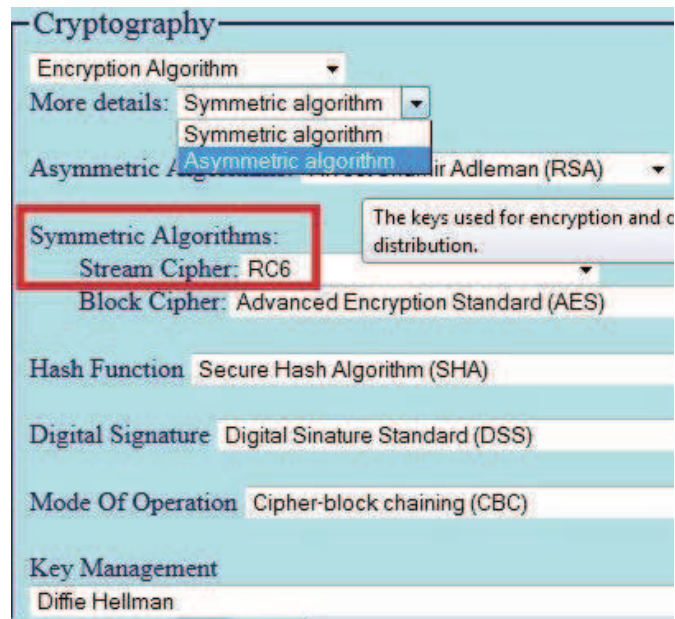 Cryptography
Encryption Algorithm
More details: Symmetric algorithm
Symmetric algorithm
Asymmetric algorithm
Asymmetric Adleman (RSA)
The keys used for encryption and
distribution.
Symmetric Algorithms:
Stream Cipher: RC6
Block Cipher: Advanced Encryption Standard (AES)
Hash Function Secure Hash Algorithm (SHA)
Digital Signature Digital Sinature Standard (DSS)
Mode Of Operation Cipher-block chaining (CBC)
Key Management
Diffie Hellman